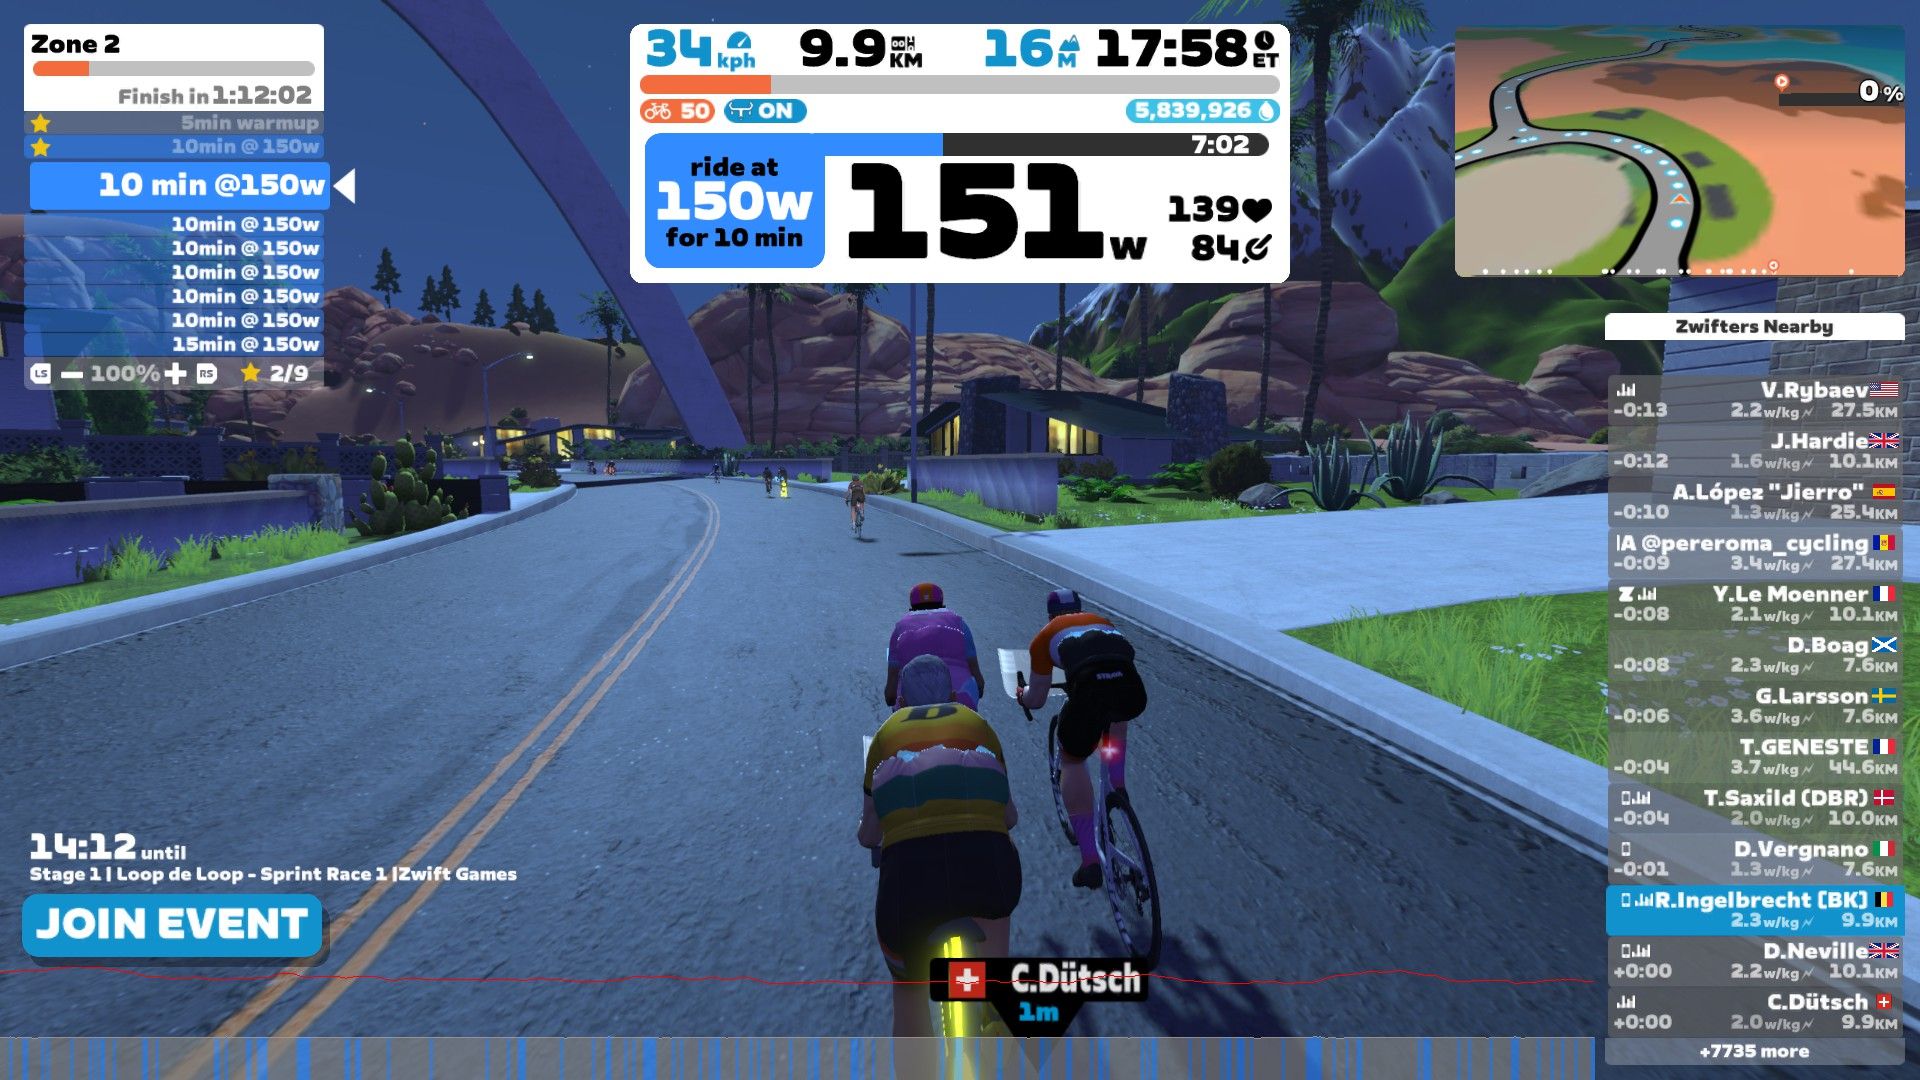 Zone 2
Finish in 1:12:02
5min warmup
10min @ 150w
10 min @150w
10min @ 150w
10min @ 150w
10min @ 150w
10min @ 150w
10min @ 150w
15min @ 150w
LS 100% RS 2/9
34 kph 9.9 KM 16 M 17:58 ET
50 ON 5,839,926
7:02
ride at
150w
for 10 min
151 w
139
84
0 %
Zwifters Nearby
V.Rybaev
-0:13 2.2 w/kg 27.5 KM
J.Hardie
-0:12 1.6 w/kg 10.1 KM
A.López "Jierro"
-0:10 1.3 w/kg 25.4 KM
IA @pereroma_cycling
-0:09 3.4 w/kg 27.4 KM
Y.Le Moenner
-0:08 2.1 w/kg 10.1 KM
D.Boag
-0:08 2.3 w/kg 7.6 KM
G.Larsson
-0:06 3.6 w/kg 7.6 KM
T.GENESTE
-0:04 3.7 w/kg 44.6 KM
T.Saxild (DBR)
-0:04 2.0 w/kg 10.0 KM
D.Vergnano
-0:01 1.3 w/kg 7.6 KM
R.Ingelbrecht (BK)
2.3 w/kg 9.9 KM
D.Neville
+0:00 2.2 w/kg 10.1 KM
C.Dütsch
+0:00 2.0 w/kg 9.9 KM
+7735 more
STRAVA
D
14:12 until
Stage 1 | Loop de Loop - Sprint Race 1 |Zwift Games
JOIN EVENT
C.Dütsch
1m